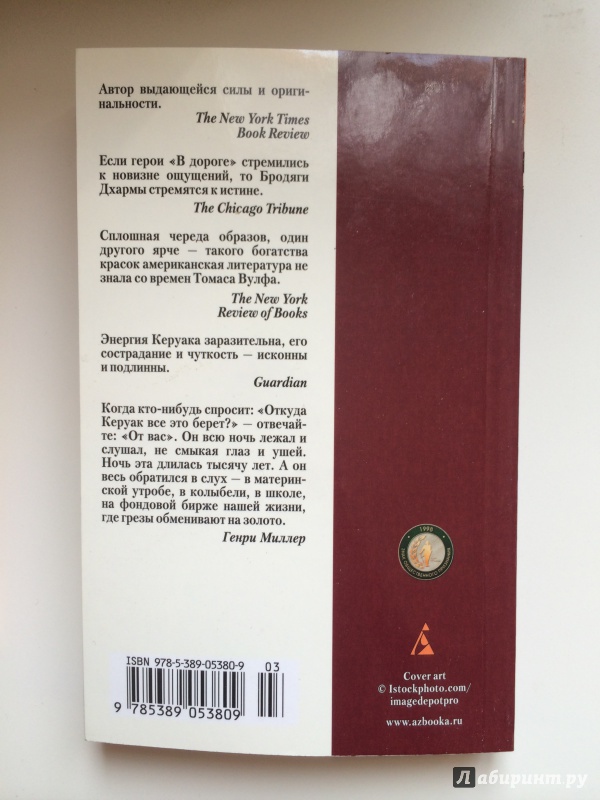 Автор выдающейся силы и ориги-
нальности.
The New York Times
Book Review
Если герои «В дороге» стремились
к новизне ощущений, то Бродяги
Дхармы стремятся к истине.
The Chicago Tribune
Сплошная череда образов, один
другого ярче — такого богатства
красок американская литература не
знала со времен Томаса Вулфа.
The New York
Review of Books
Энергия Керуака заразительна, его
сострадание и чуткость — исконны
и подлинны.
Guardian
Когда кто-нибудь спросит: «Откуда
Керуак все это берет?» — отвечай-
те: «От вас». Он всю ночь лежал и
слушал, не смыкая глаз и ушей.
Ночь эта длилась тысячу лет. А он
весь обратился в слух — в материн-
ской утробе, в колыбели, в школе,
на фондовой бирже нашей жизни,
где грезы обменивают на золото.
Генри Миллер
1998
ЗНАК ОБЩЕСТВЕННОГО ПРИЗНАНИЯ
ISBN 978-5-389-05380-9
03
9 785389 053809
Cover art
© Istockphoto.com/
imagedepotpro
www.azbooka.ru
Лабиринт.ру